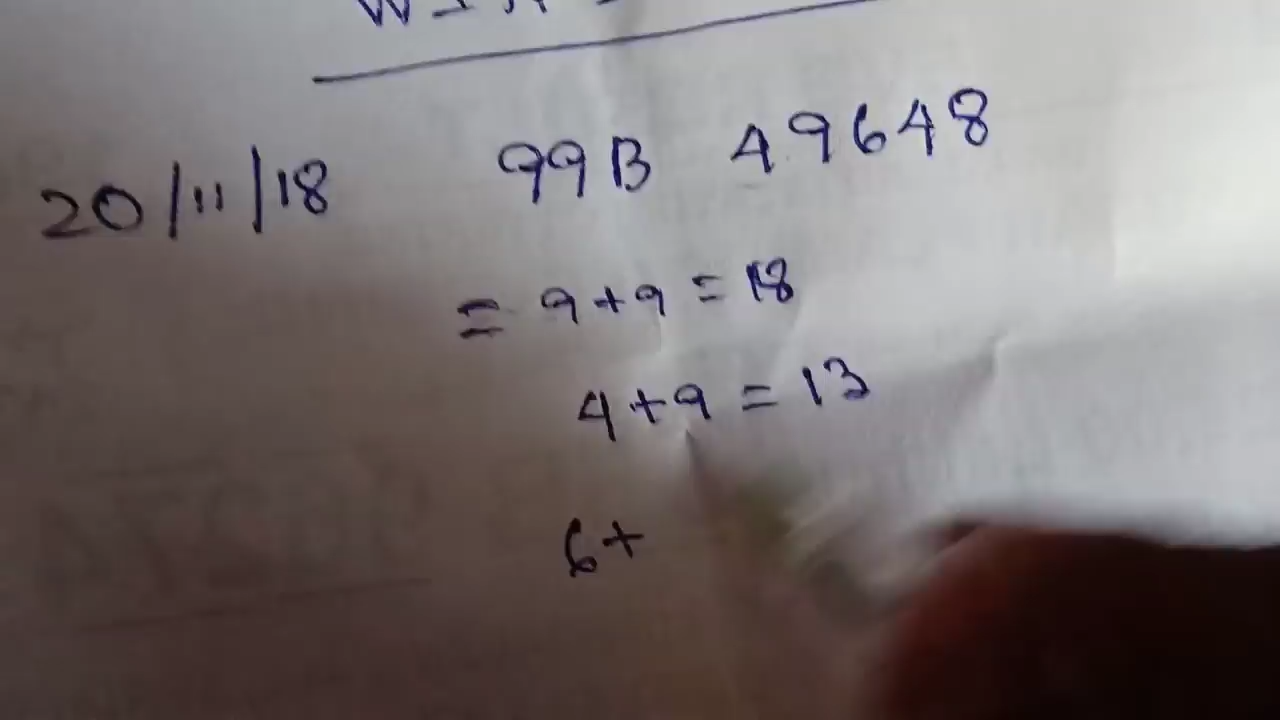 20/11/18 99B 49648
= 9+9 = 18
4+9 = 13
6+